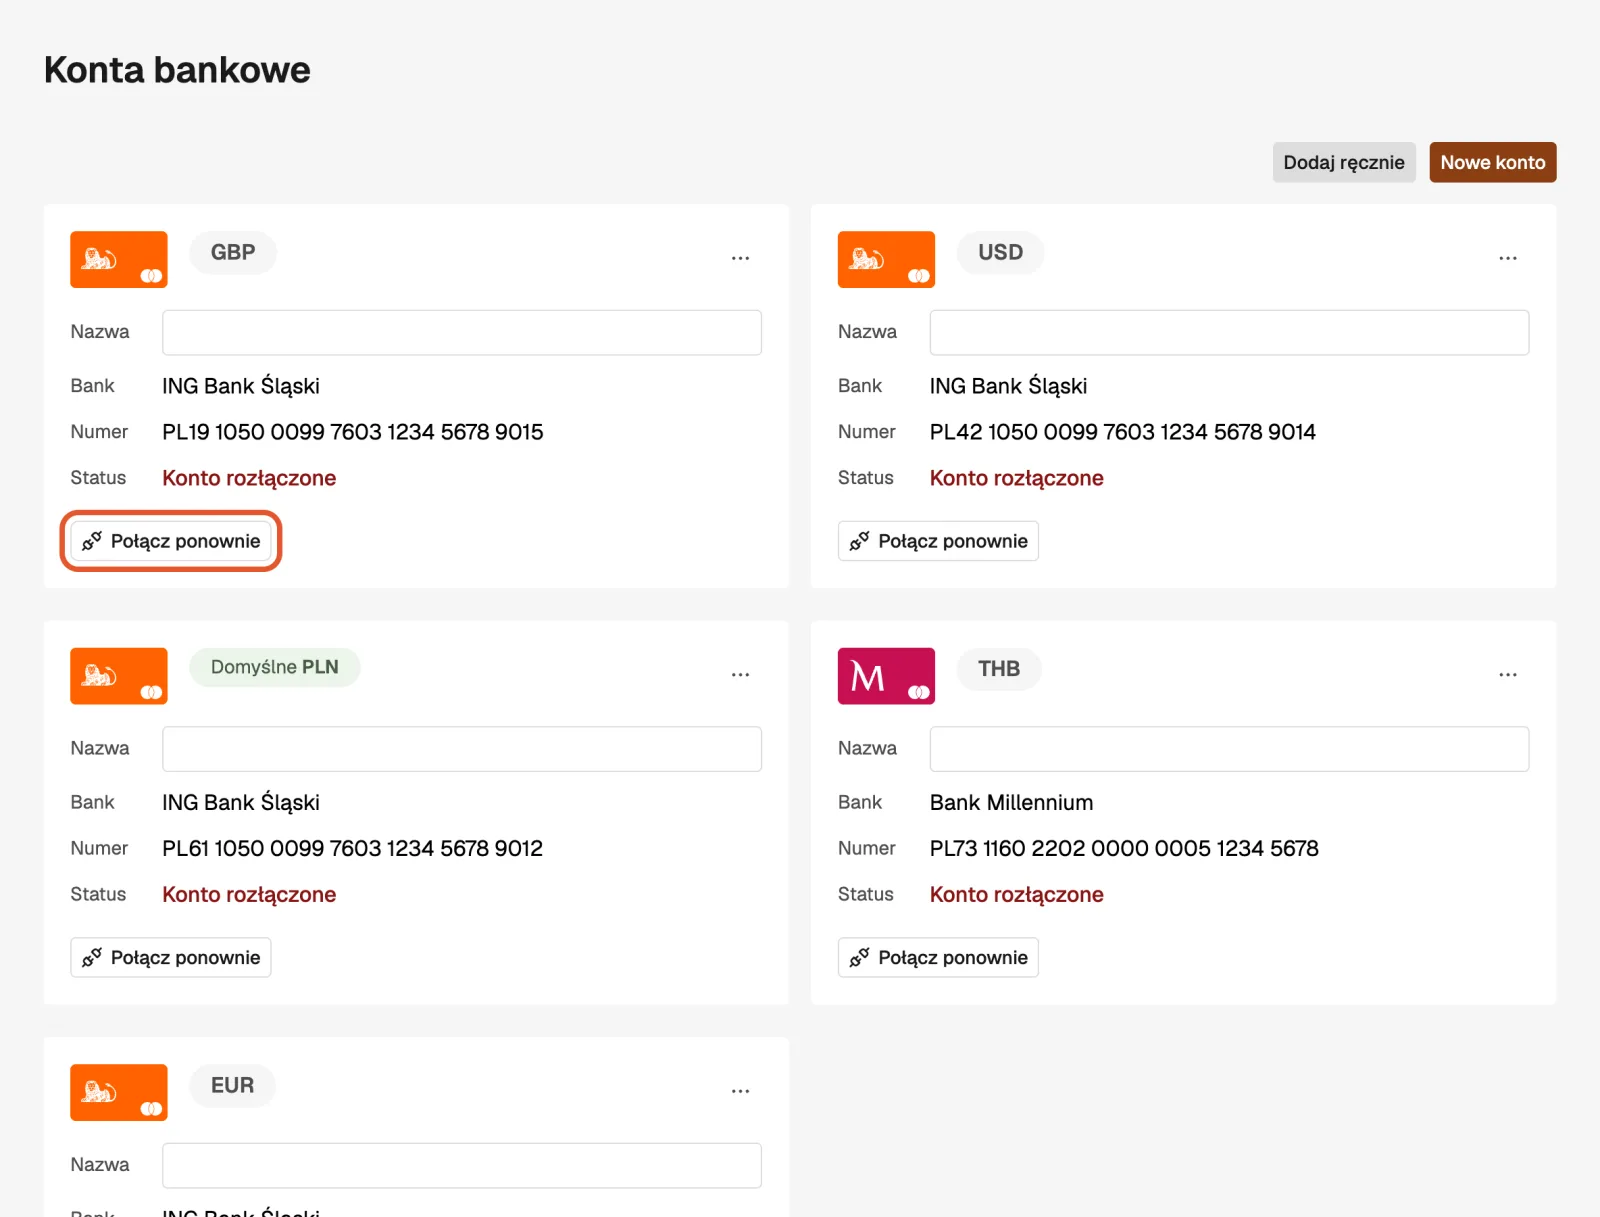 Konta bankowe
Dodaj ręcznie
Nowe konto
GBP
Nazwa
Bank ING Bank Śląski
Numer PL19 1050 0099 7603 1234 5678 9015
Status Konto rozłączone
Połącz ponownie
USD
Nazwa
Bank ING Bank Śląski
Numer PL42 1050 0099 7603 1234 5678 9014
Status Konto rozłączone
Połącz ponownie
Domyślne PLN
Nazwa
Bank ING Bank Śląski
Numer PL61 1050 0099 7603 1234 5678 9012
Status Konto rozłączone
Połącz ponownie
M
THB
Nazwa
Bank Bank Millennium
Numer PL73 1160 2202 0000 0005 1234 5678
Status Konto rozłączone
Połącz ponownie
EUR
Nazwa
Bank ING Bank Śląski